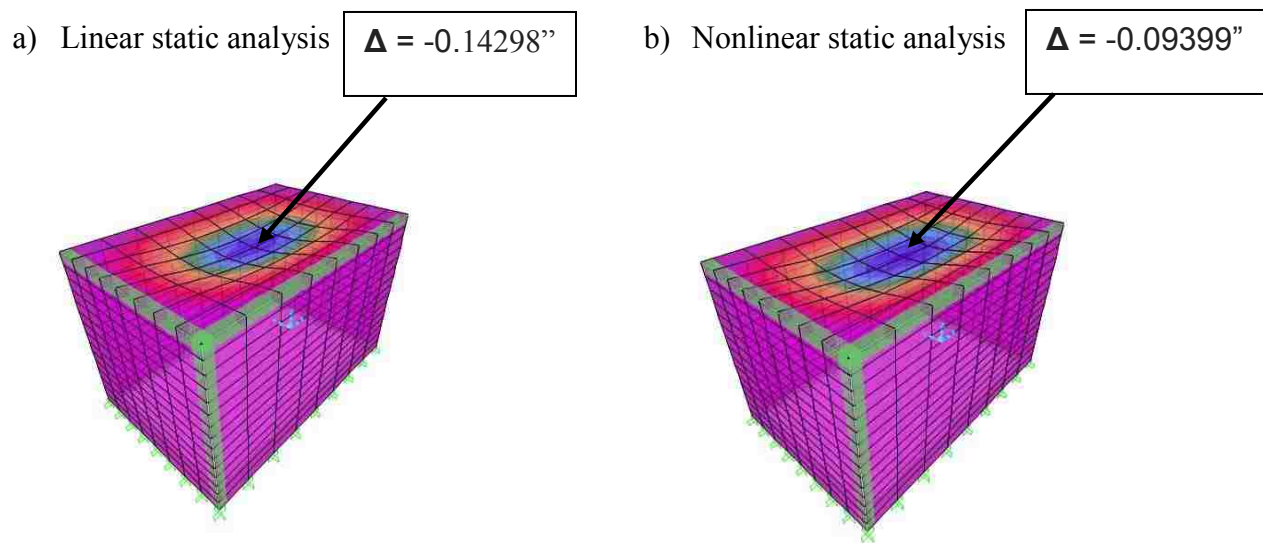 a) Linear static analysis
Δ = -0.14298”
b) Nonlinear static analysis
Δ = -0.09399”